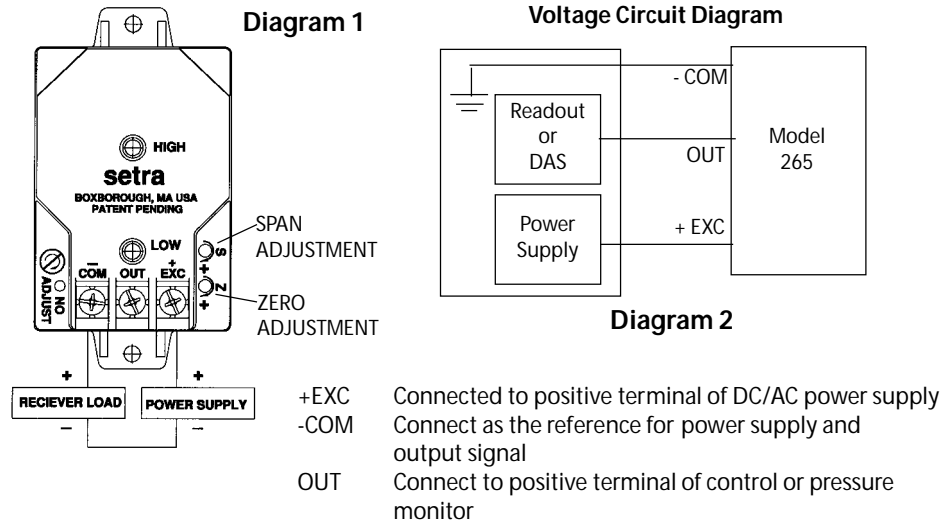 Diagram 1
HIGH
setra
BOXBOROUGH, MA USA
PATENT PENDING
LOW
S
+
SPAN
ADJUSTMENT
NO
ADJUST
−
COM
OUT
+
EXC
+
Z
+
ZERO
ADJUSTMENT
+
RECIEVER LOAD
−
+
POWER SUPPLY
−
Voltage Circuit Diagram
- COM
Readout
or
DAS
OUT
Model
265
Power
Supply
+ EXC
Diagram 2
+EXC Connected to positive terminal of DC/AC power supply
-COM Connect as the reference for power supply and
output signal
OUT Connect to positive terminal of control or pressure
monitor